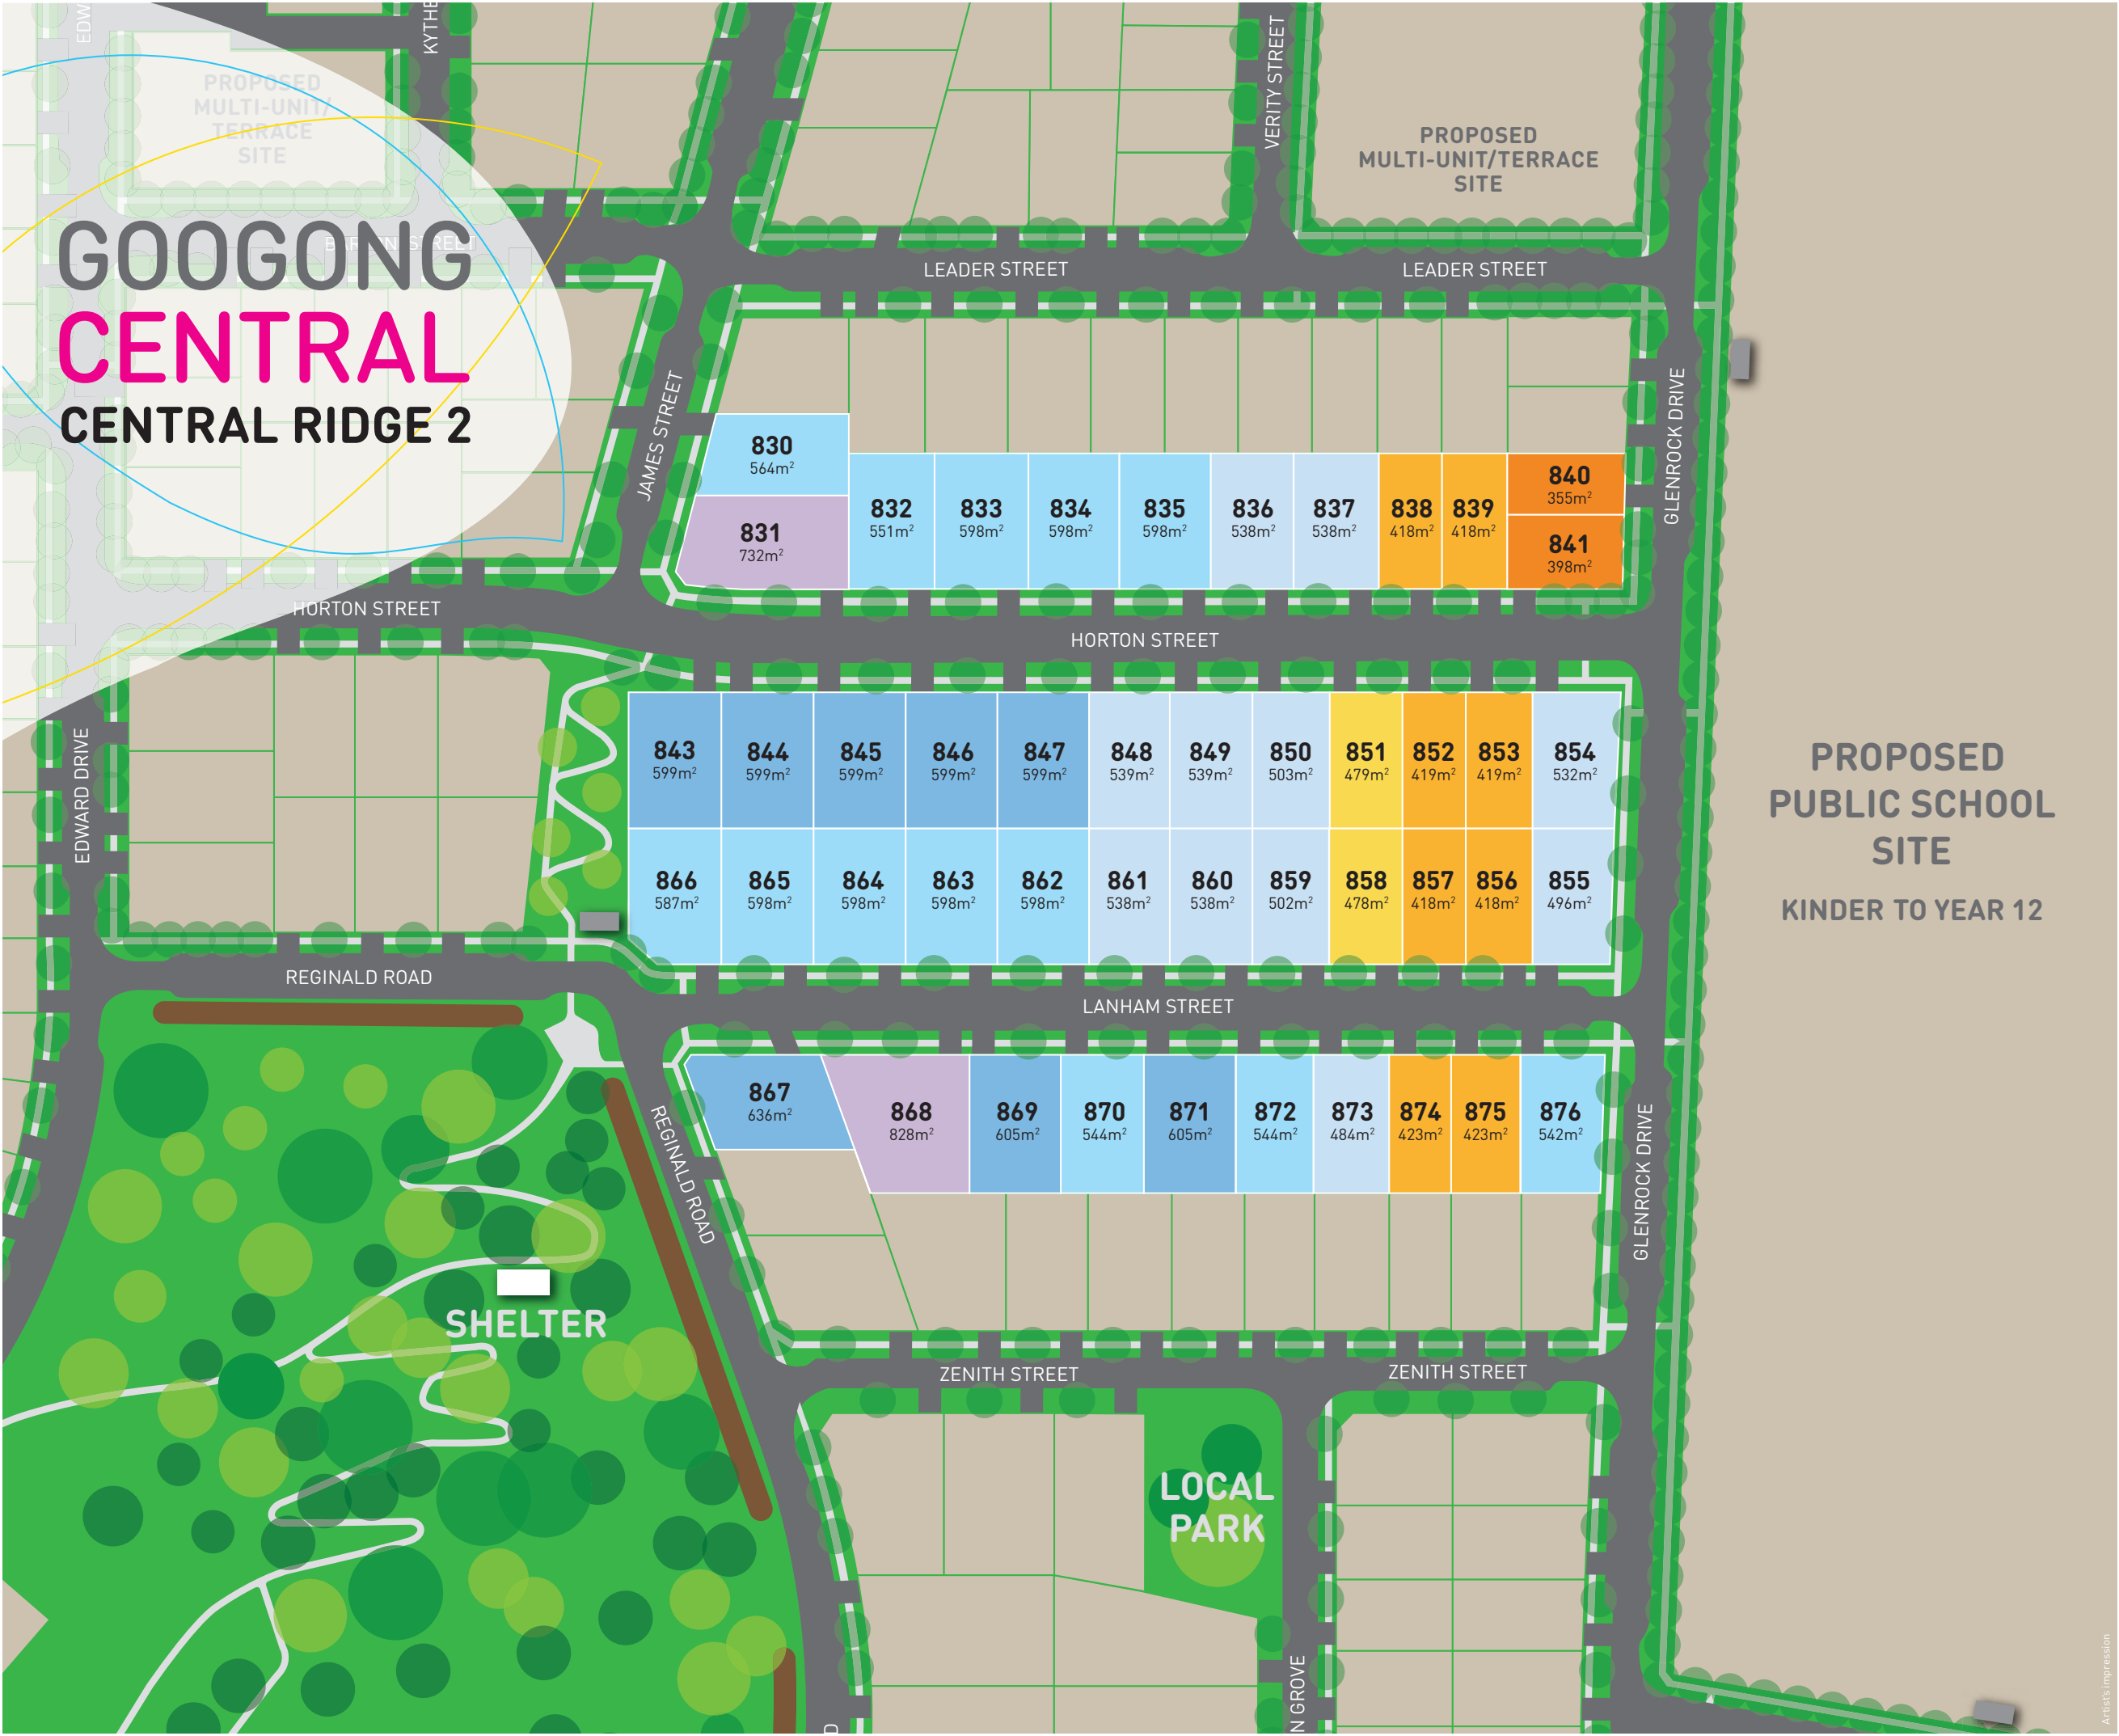 EDW
KYTHE
VERITY STREET
PROPOSED
MULTI-UNIT/
TERRACE
SITE
PROPOSED
MULTI-UNIT/TERRACE
SITE
GOOGONG
CENTRAL
CENTRAL RIDGE 2
STREET
LEADER STREET
LEADER STREET
JAMES STREET
GLENROCK DRIVE
830
564m²
831
732m²
832
551m²
833
598m²
834
598m²
835
598m²
836
538m²
837
538m²
838
418m²
839
418m²
840
355m²
841
398m²
HORTON STREET
HORTON STREET
EDWARD DRIVE
843
599m²
844
599m²
845
599m²
846
599m²
847
599m²
848
539m²
849
539m²
850
503m²
851
479m²
852
419m²
853
419m²
854
532m²
866
587m²
865
598m²
864
598m²
863
598m²
862
598m²
861
538m²
860
538m²
859
502m²
858
478m²
857
418m²
856
418m²
855
496m²
PROPOSED
PUBLIC SCHOOL
SITE
KINDER TO YEAR 12
REGINALD ROAD
LANHAM STREET
REGINALD ROAD
867
636m²
868
828m²
869
605m²
870
544m²
871
605m²
872
544m²
873
484m²
874
423m²
875
423m²
876
542m²
GLENROCK DRIVE
SHELTER
ZENITH STREET
ZENITH STREET
LOCAL
PARK
N GROVE
D
Artist's impression